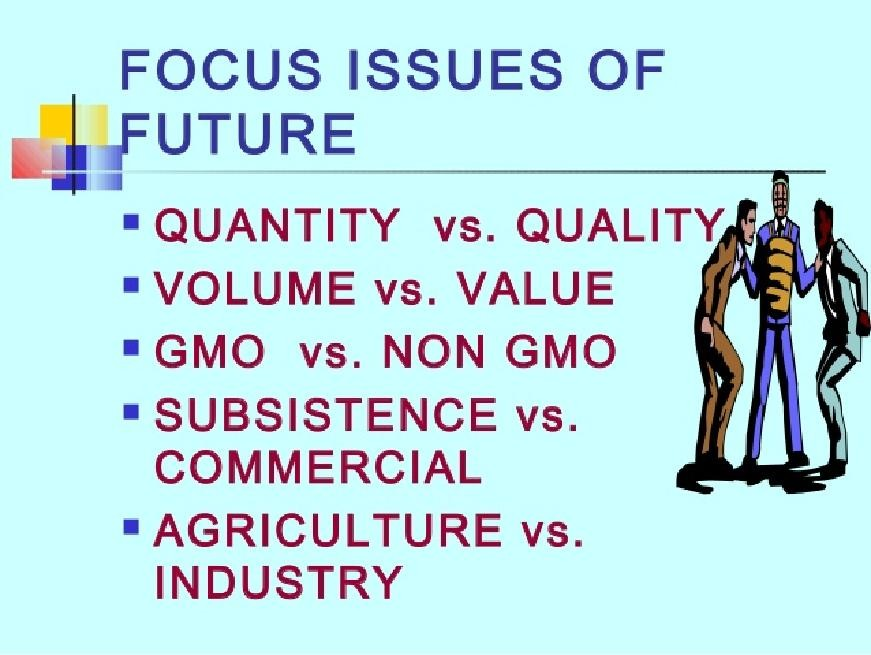 FOCUS ISSUES OF
FUTURE
QUANTITY vs. QUALITY
VOLUME vs. VALUE
GMO vs. NON GMO
SUBSISTENCE vs.
COMMERCIAL
AGRICULTURE vs.
INDUSTRY